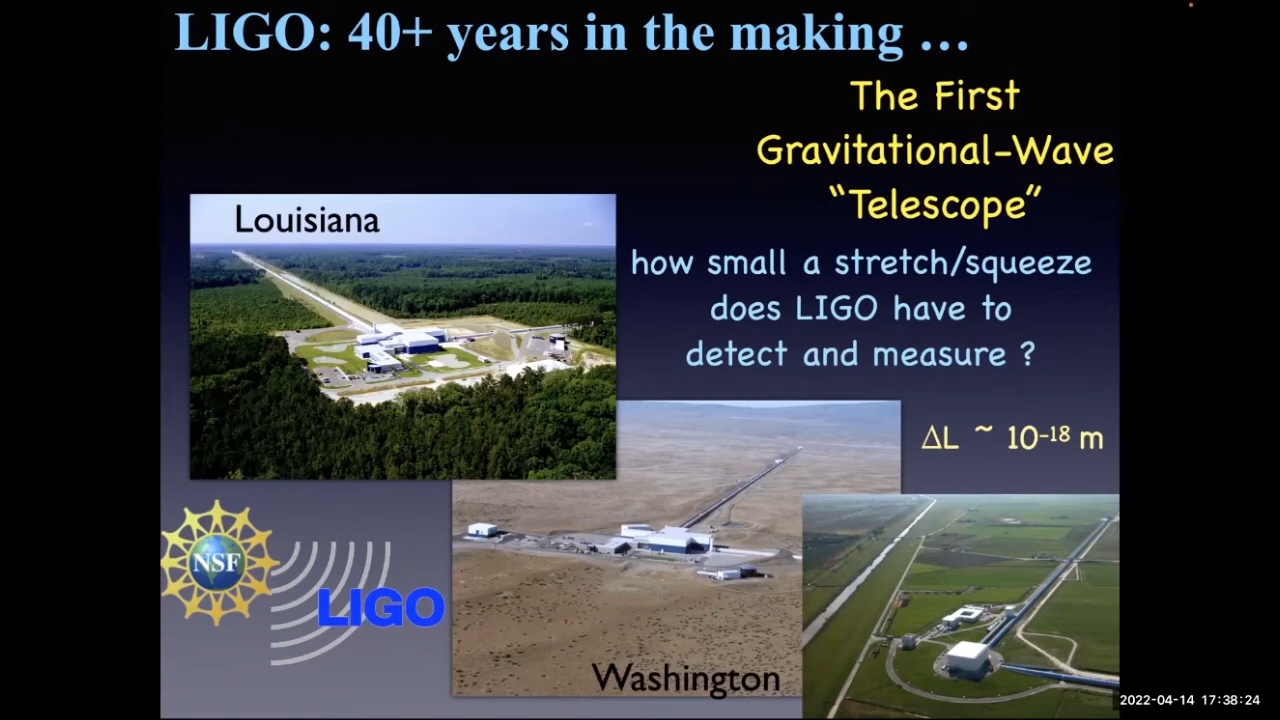 LIGO: 40+ years in the making ...
The First
Gravitational-Wave
“Telescope”
Louisiana
how small a stretch/squeeze
does LIGO have to
detect and measure ?
ΔL ~ 10⁻¹⁸ m
NSF
LIGO
Washington
2022-04-14 17:38:24